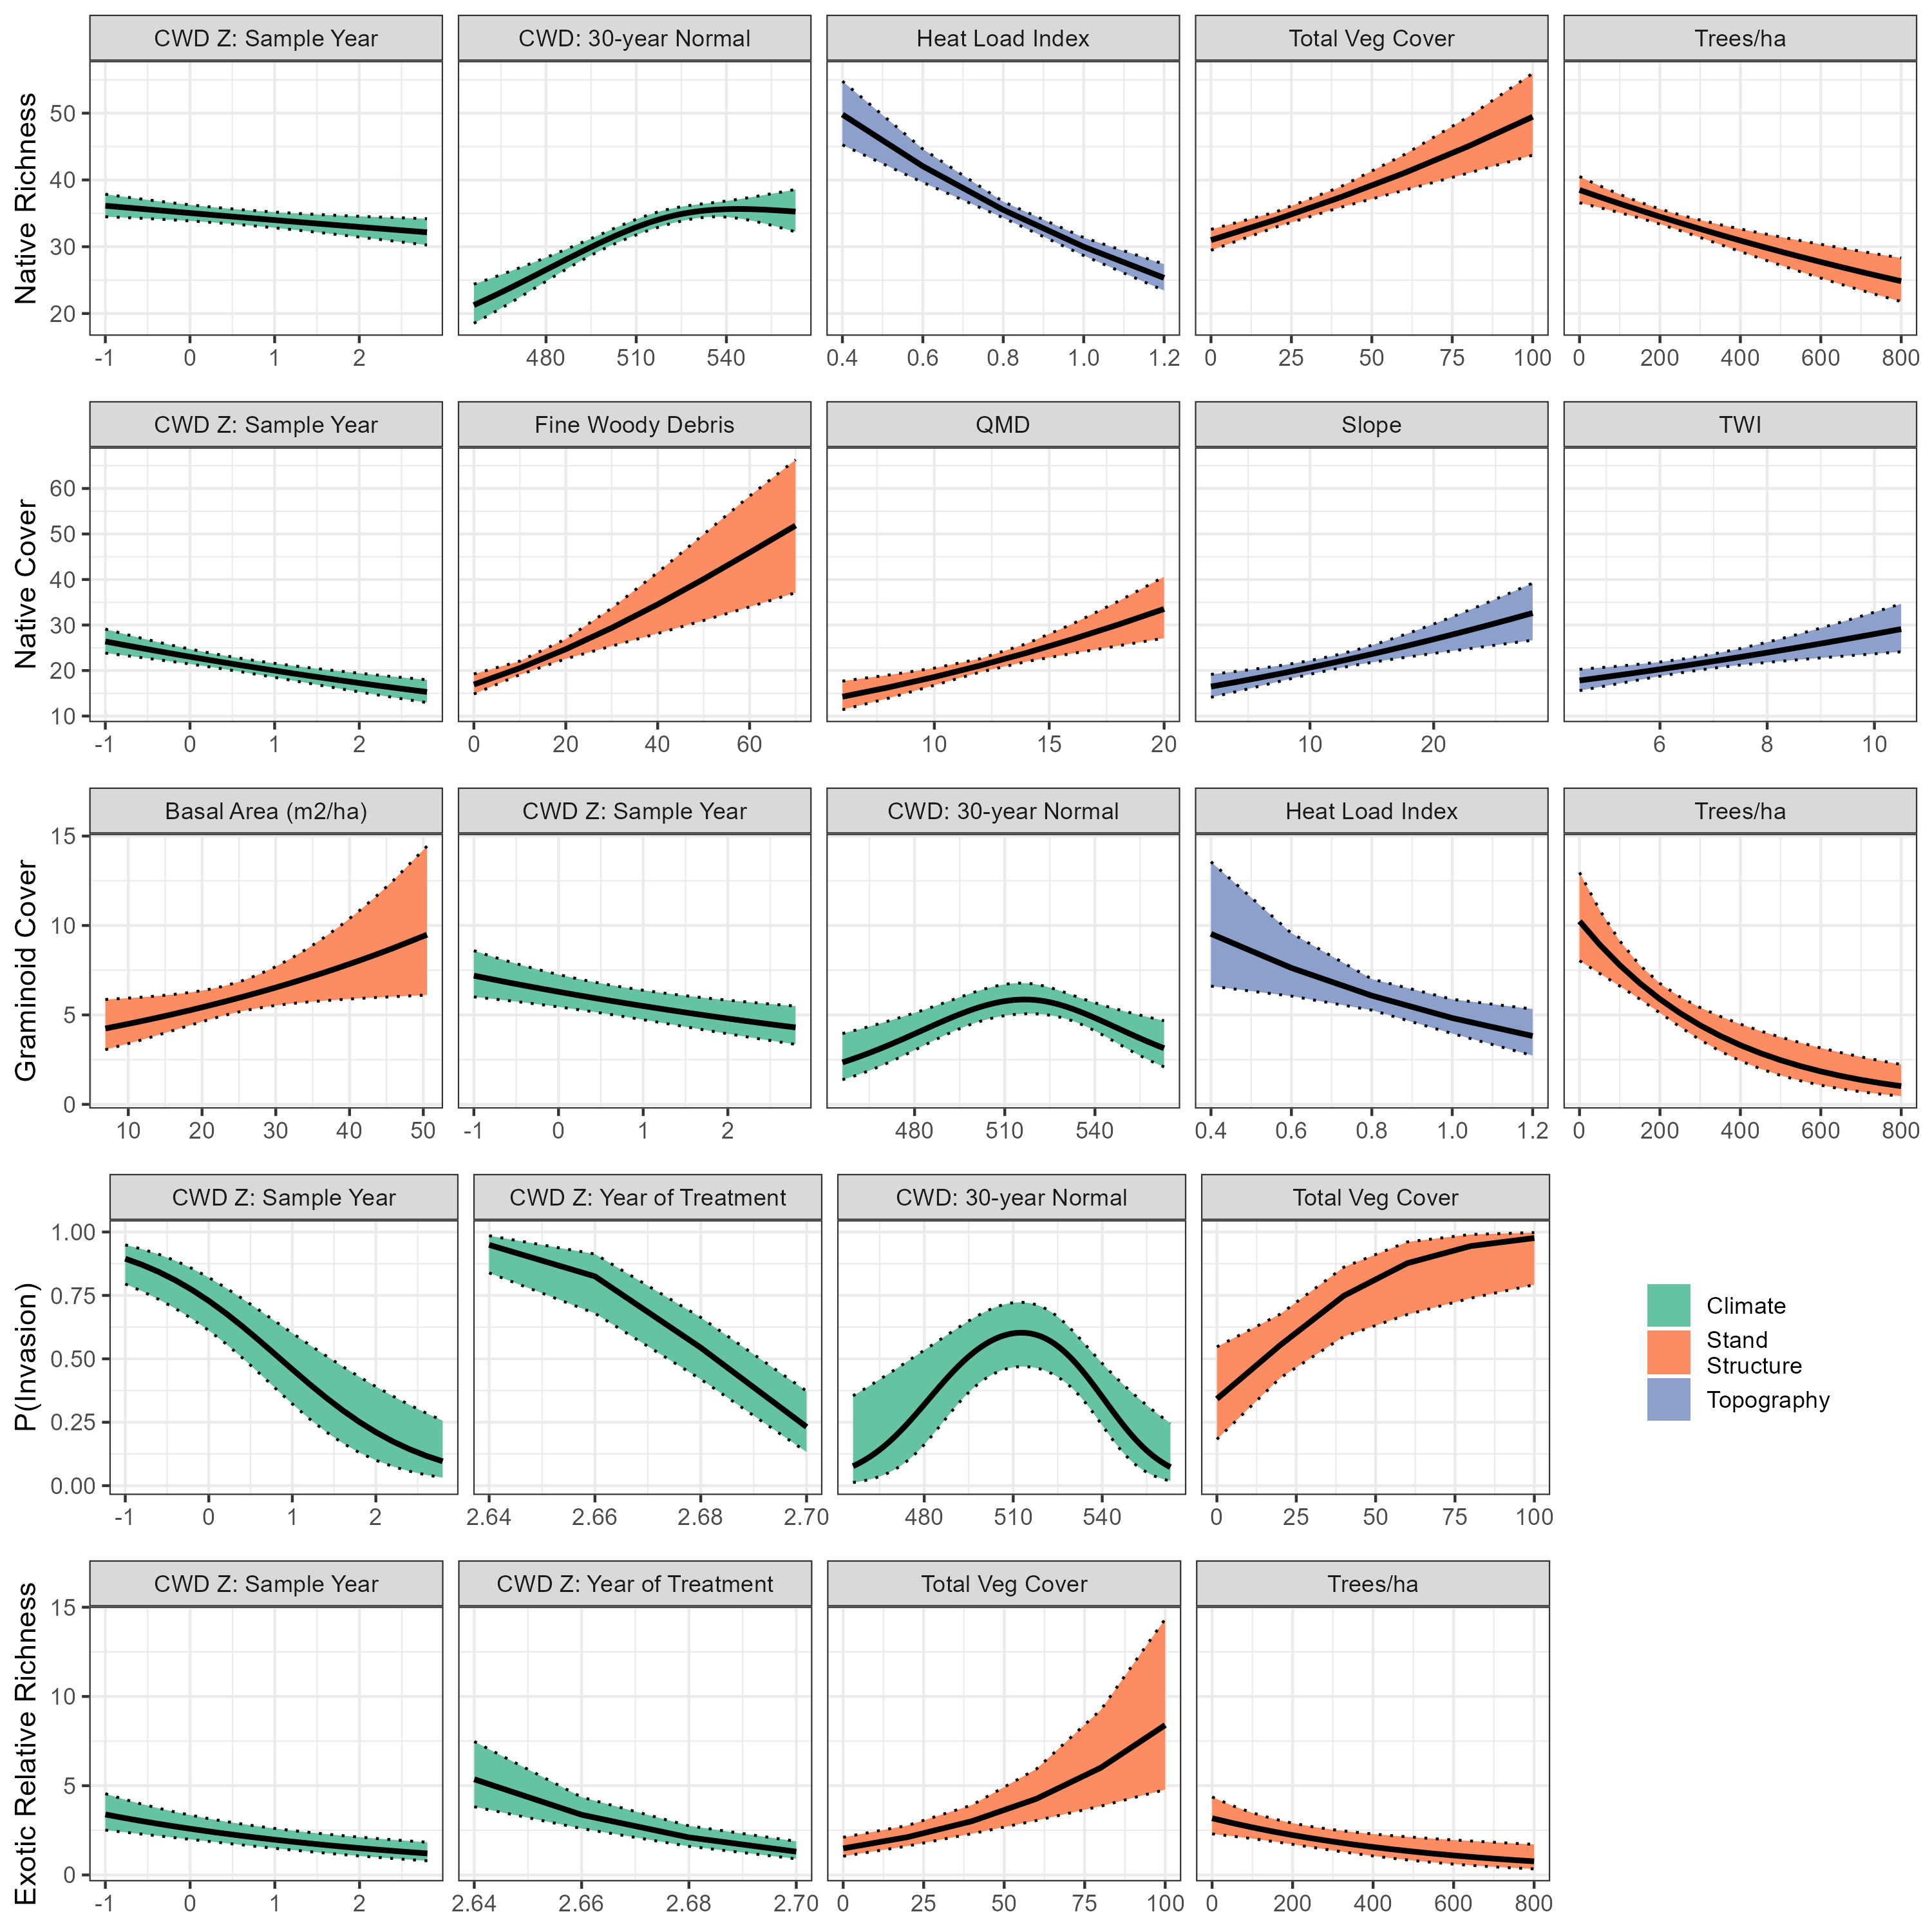 CWD Z: Sample Year
CWD: 30-year Normal
Heat Load Index
Total Veg Cover
Trees/ha
Native Richness
50
40
30
20
-1 0 1 2
480 510 540
0.4 0.6 0.8 1.0 1.2
0 25 50 75 100
0 200 400 600 800
CWD Z: Sample Year
Fine Woody Debris
QMD
Slope
TWI
Native Cover
60
50
40
30
20
10
-1 0 1 2
0 20 40 60
10 15 20
10 20
6 8 10
Basal Area (m2/ha)
CWD Z: Sample Year
CWD: 30-year Normal
Heat Load Index
Trees/ha
Graminoid Cover
15
10
5
0
10 20 30 40 50
-1 0 1 2
480 510 540
0.4 0.6 0.8 1.0 1.2
0 200 400 600 800
CWD Z: Sample Year
CWD Z: Year of Treatment
CWD: 30-year Normal
Total Veg Cover
P(Invasion)
1.00
0.75
0.50
0.25
0.00
-1 0 1 2
2.64 2.66 2.68 2.70
480 510 540
0 25 50 75 100
Climate
Stand
Structure
Topography
CWD Z: Sample Year
CWD Z: Year of Treatment
Total Veg Cover
Trees/ha
Exotic Relative Richness
15
10
5
0
-1 0 1 2
2.64 2.66 2.68 2.70
0 25 50 75 100
0 200 400 600 800